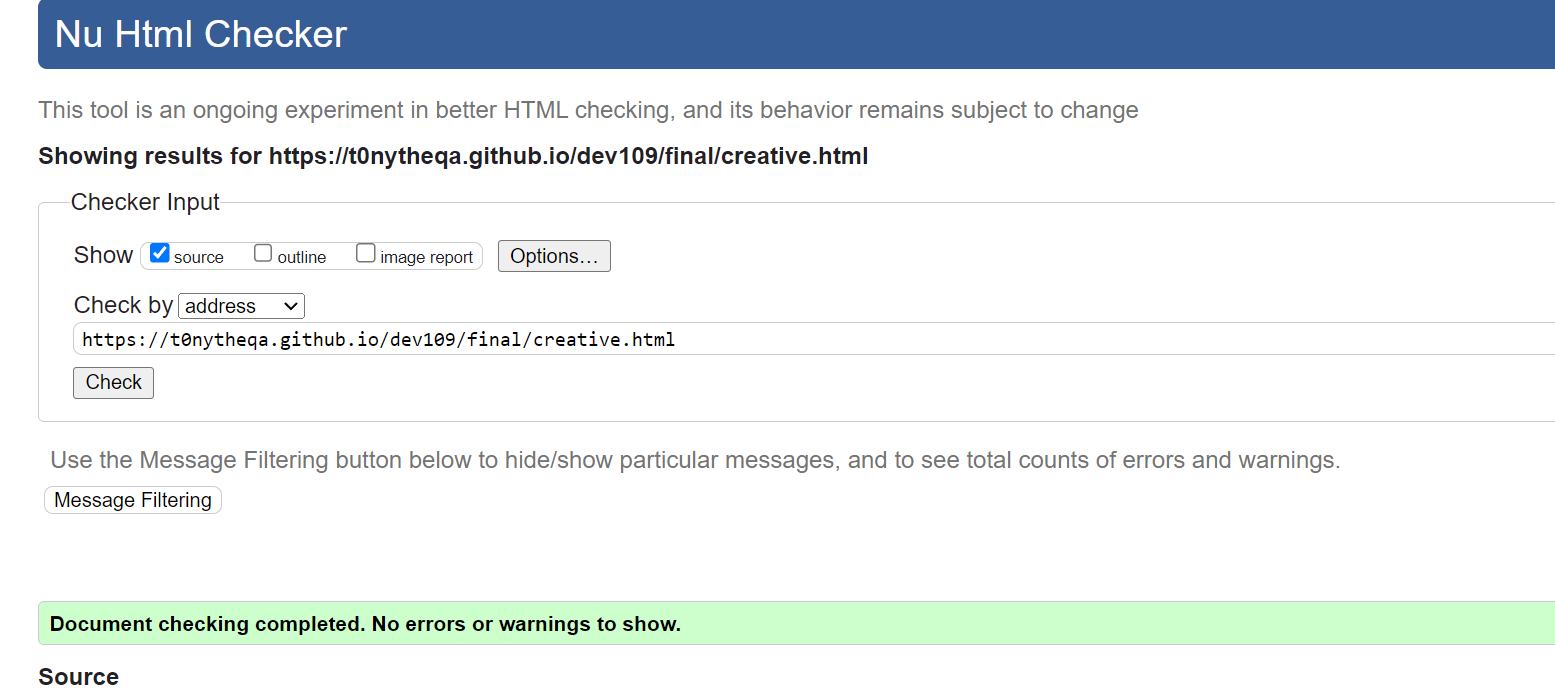 Nu Html Checker
This tool is an ongoing experiment in better HTML checking, and its behavior remains subject to change
Showing results for https://t0nytheqa.github.io/dev109/final/creative.html
Checker Input
Show source outline image report Options...
Check by address
https://t0nytheqa.github.io/dev109/final/creative.html
Check
Use the Message Filtering button below to hide/show particular messages, and to see total counts of errors and warnings.
Message Filtering
Document checking completed. No errors or warnings to show.
Source